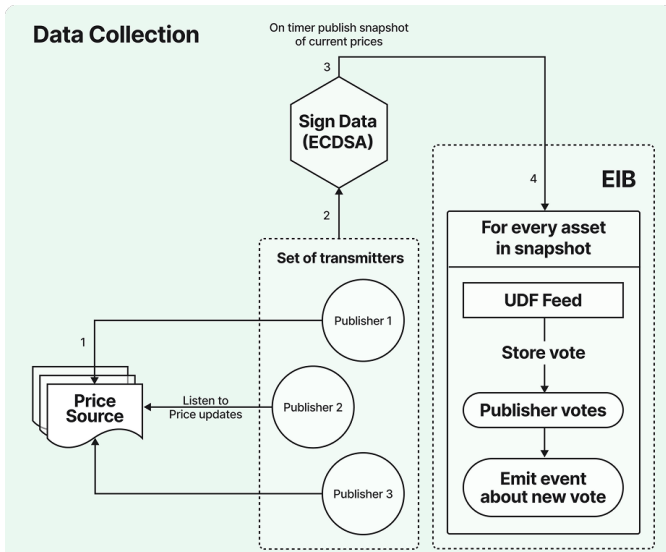 Data Collection
On timer publish snapshot
of current prices
3
Sign Data
(ECDSA)
4
EIB
2
For every asset
in snapshot
Set of transmitters
UDF Feed
Publisher 1
1
Store vote
Price
Source
Listen to
Price updates
Publisher 2
Publisher votes
Emit event
about new vote
Publisher 3